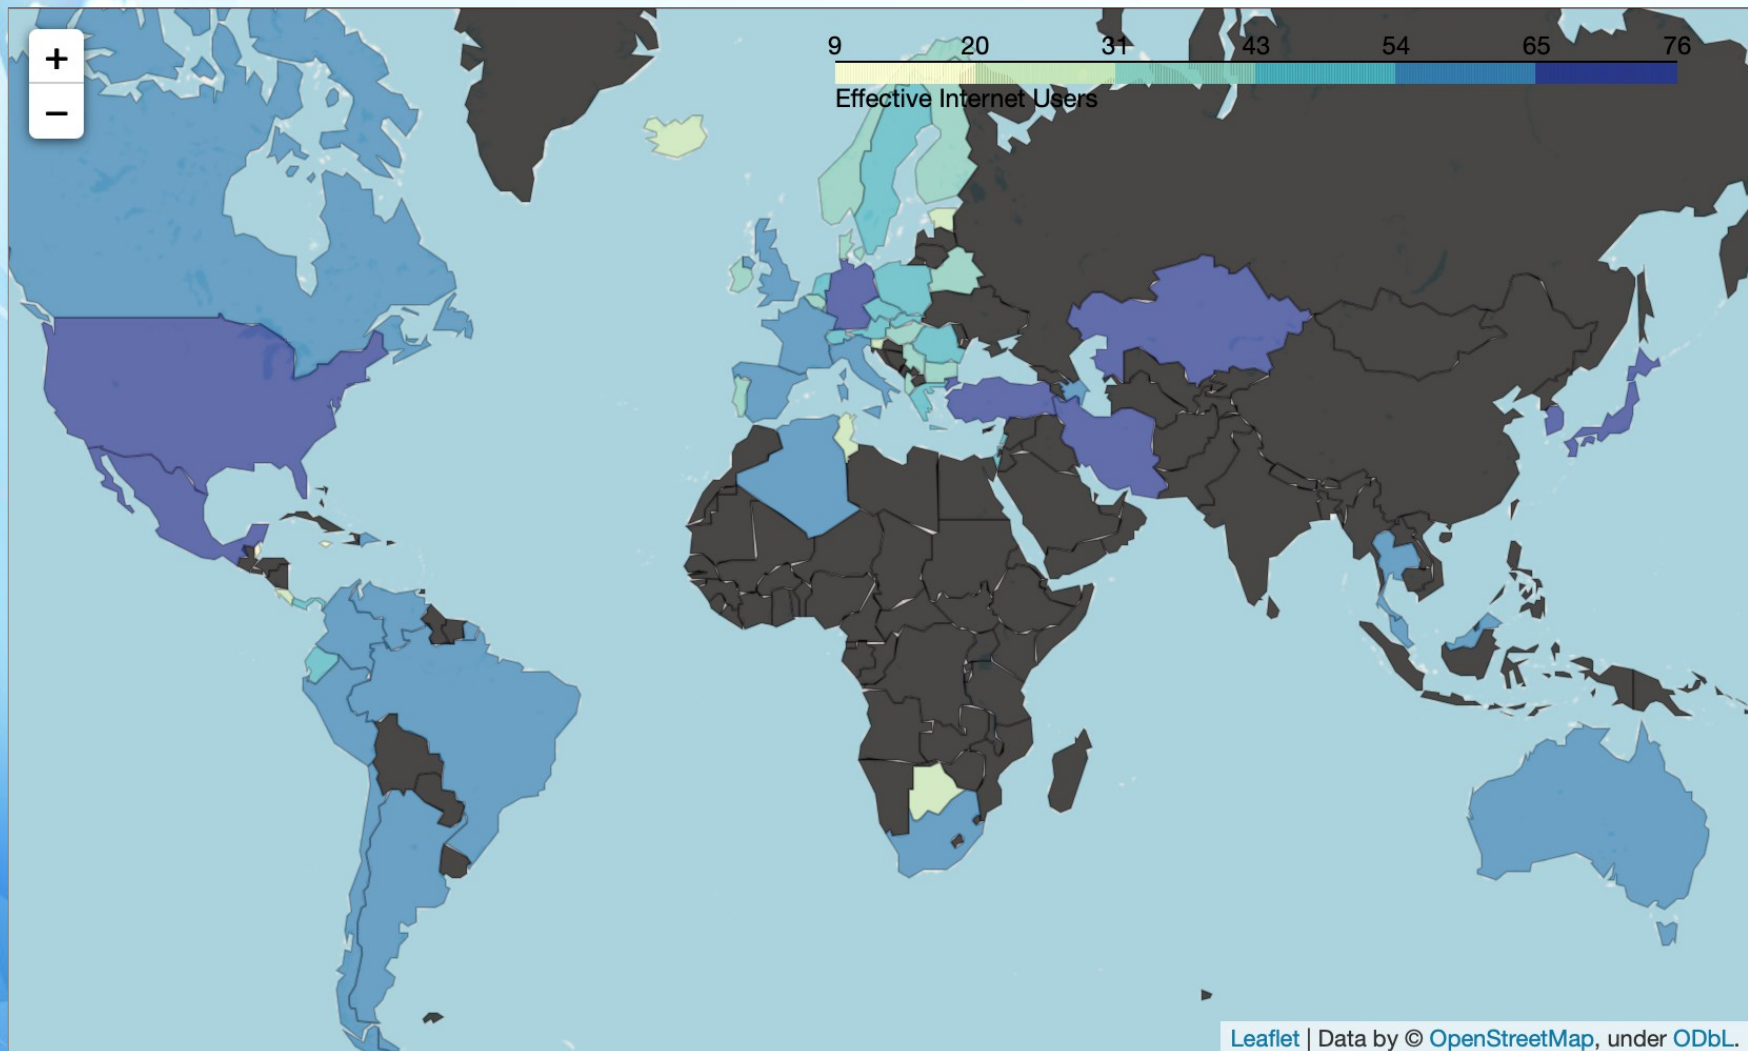 +
−
9 20 31 43 54 65 76
Effective Internet Users
Leaflet | Data by © OpenStreetMap, under ODbL.